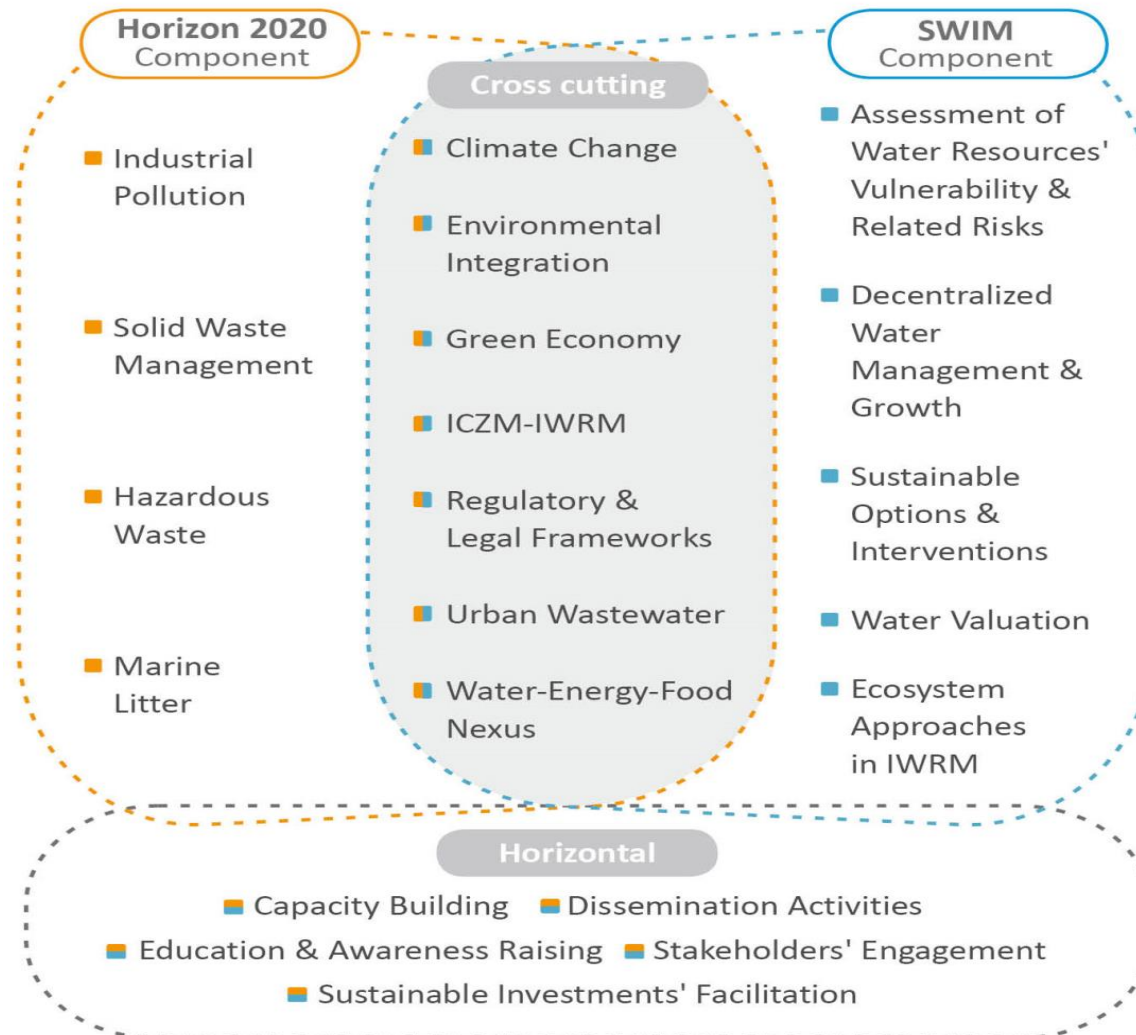 Horizon 2020
Component
Industrial
Pollution
Solid Waste
Management
Hazardous
Waste
Marine
Litter
Cross cutting
Climate Change
Environmental
Integration
Green Economy
ICZM-IWRM
Regulatory &
Legal Frameworks
Urban Wastewater
Water-Energy-Food
Nexus
SWIM
Component
Assessment of
Water Resources'
Vulnerability &
Related Risks
Decentralized
Water
Management &
Growth
Sustainable
Options &
Interventions
Water Valuation
Ecosystem
Approaches
in IWRM
Horizontal
Capacity Building Dissemination Activities
Education & Awareness Raising Stakeholders' Engagement
Sustainable Investments' Facilitation